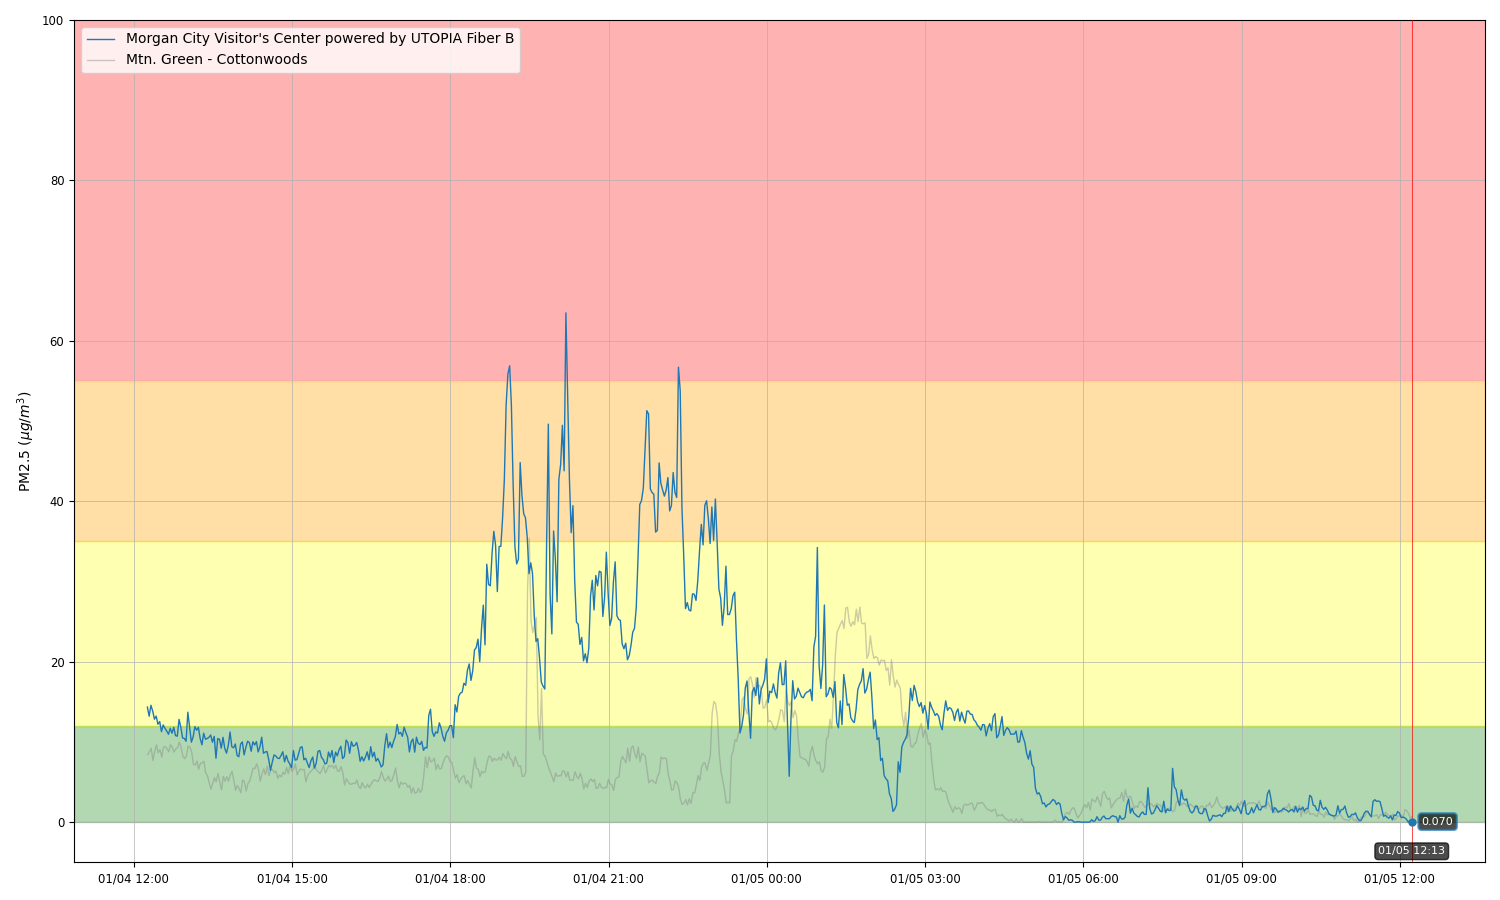 100
Morgan City Visitor's Center powered by UTOPIA Fiber B
Mtn. Green - Cottonwoods
80
60
PM2.5 (μg/m³)
40
20
0
0.070
01/05 12:13
01/04 12:00 01/04 15:00 01/04 18:00 01/04 21:00 01/05 00:00 01/05 03:00 01/05 06:00 01/05 09:00 01/05 12:00